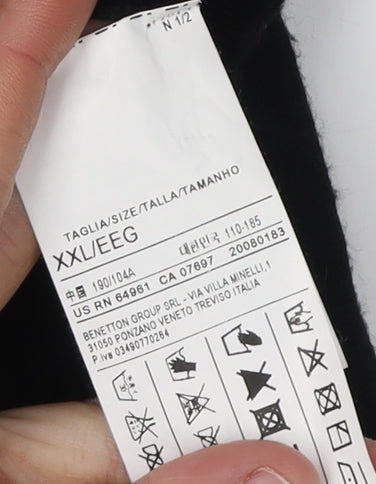 N 1/2
TAGLIA/SIZE/TALLA/TAMANHO
XXL/EEG
中国 190/104A 대한민국 110-185
US RN 64961 CA 07697 20080183
BENETTON GROUP SRL - VIA VILLA MINELLI,1
31050 PONZANO VENETO TREVISO ITALIA
P.iva 03490770264